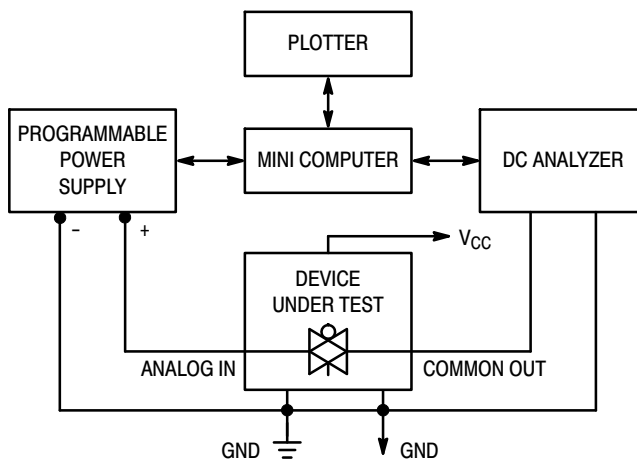 PLOTTER
PROGRAMMABLE
POWER
SUPPLY
MINI COMPUTER
DC ANALYZER
–
+
VCC
DEVICE
UNDER TEST
ANALOG IN
COMMON OUT
GND
GND